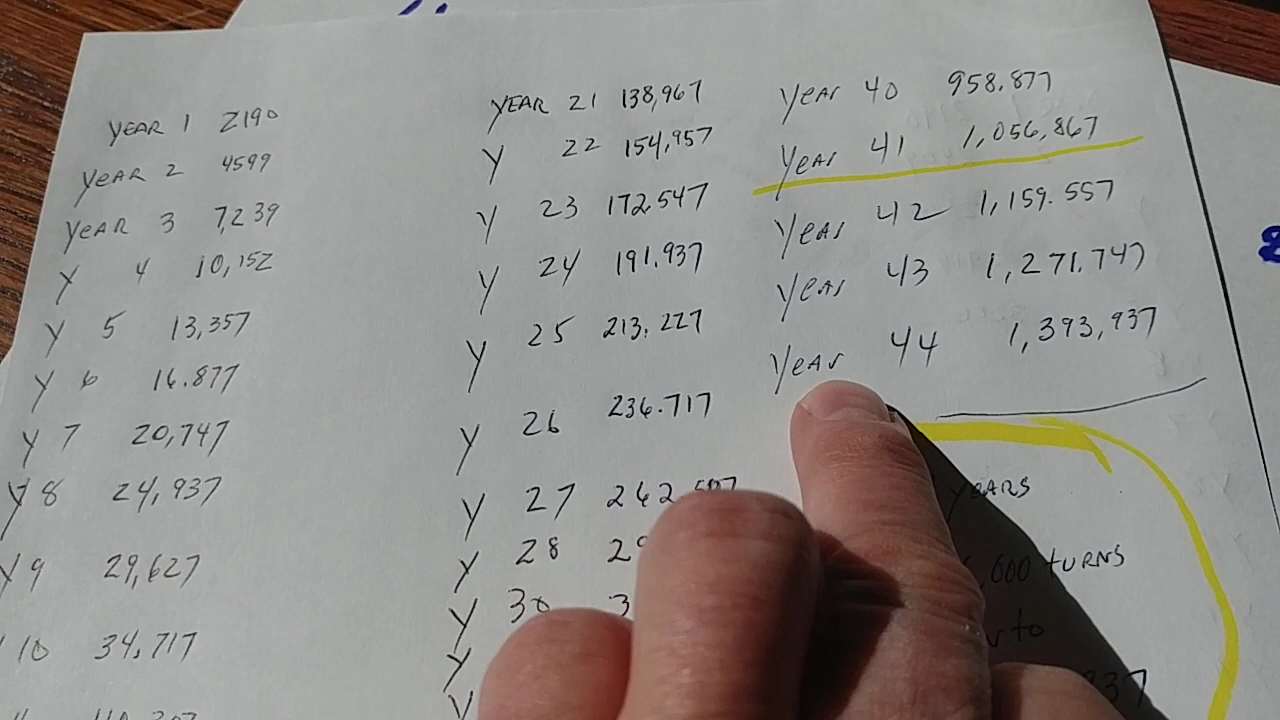 YEAR 1 2190
YEAR 2 4599
YEAR 3 7,239
Y 4 10,152
Y 5 13,357
Y 6 16.877
Y 7 20,747
Y 8 24,937
Y 9 29,627
10 34,717
YEAR 21 138,967
Y 22 154,957
Y 23 172.547
Y 24 191.937
Y 25 213.227
Y 26 236.717
Y 27 262
Y 28
Y 30
Y
Y
Year 40 958.877
Year 41 1,056,867
Year 42 1,159.557
Year 43 1,271.747
Year 44 1,393,937
YEARS
,000 TURNS
to
937